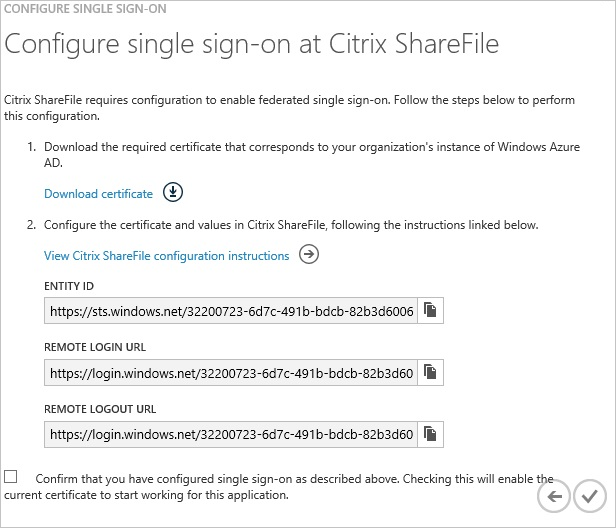 CONFIGURE SINGLE SIGN-ON
Configure single sign-on at Citrix ShareFile
Citrix ShareFile requires configuration to enable federated single sign-on. Follow the steps below to perform
this configuration.
1. Download the required certificate that corresponds to your organization's instance of Windows Azure
AD.
Download certificate
2. Configure the certificate and values in Citrix ShareFile, following the instructions linked below.
View Citrix ShareFile configuration instructions
ENTITY ID
https://sts.windows.net/32200723-6d7c-491b-bdcb-82b3d6006
REMOTE LOGIN URL
https://login.windows.net/32200723-6d7c-491b-bdcb-82b3d60
REMOTE LOGOUT URL
https://login.windows.net/32200723-6d7c-491b-bdcb-82b3d60
Confirm that you have configured single sign-on as described above. Checking this will enable the
current certificate to start working for this application.